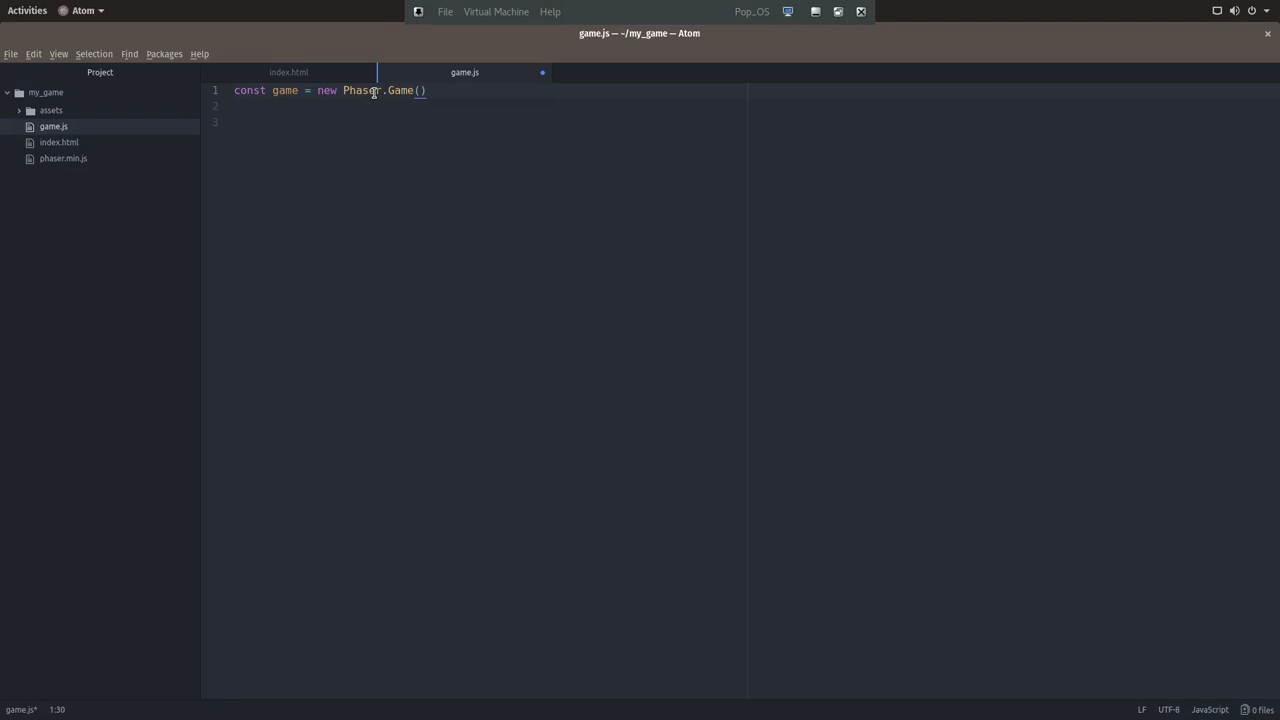 Activities Atom File Virtual Machine Help Pop_OS
game.js — ~/my_game — Atom
File Edit View Selection Find Packages Help
Project index.html game.js
my_game
assets
game.js
index.html
phaser.min.js
1 const game = new Phaser.Game()
2
3
game.js* 1:30 LF UTF-8 JavaScript 0 files